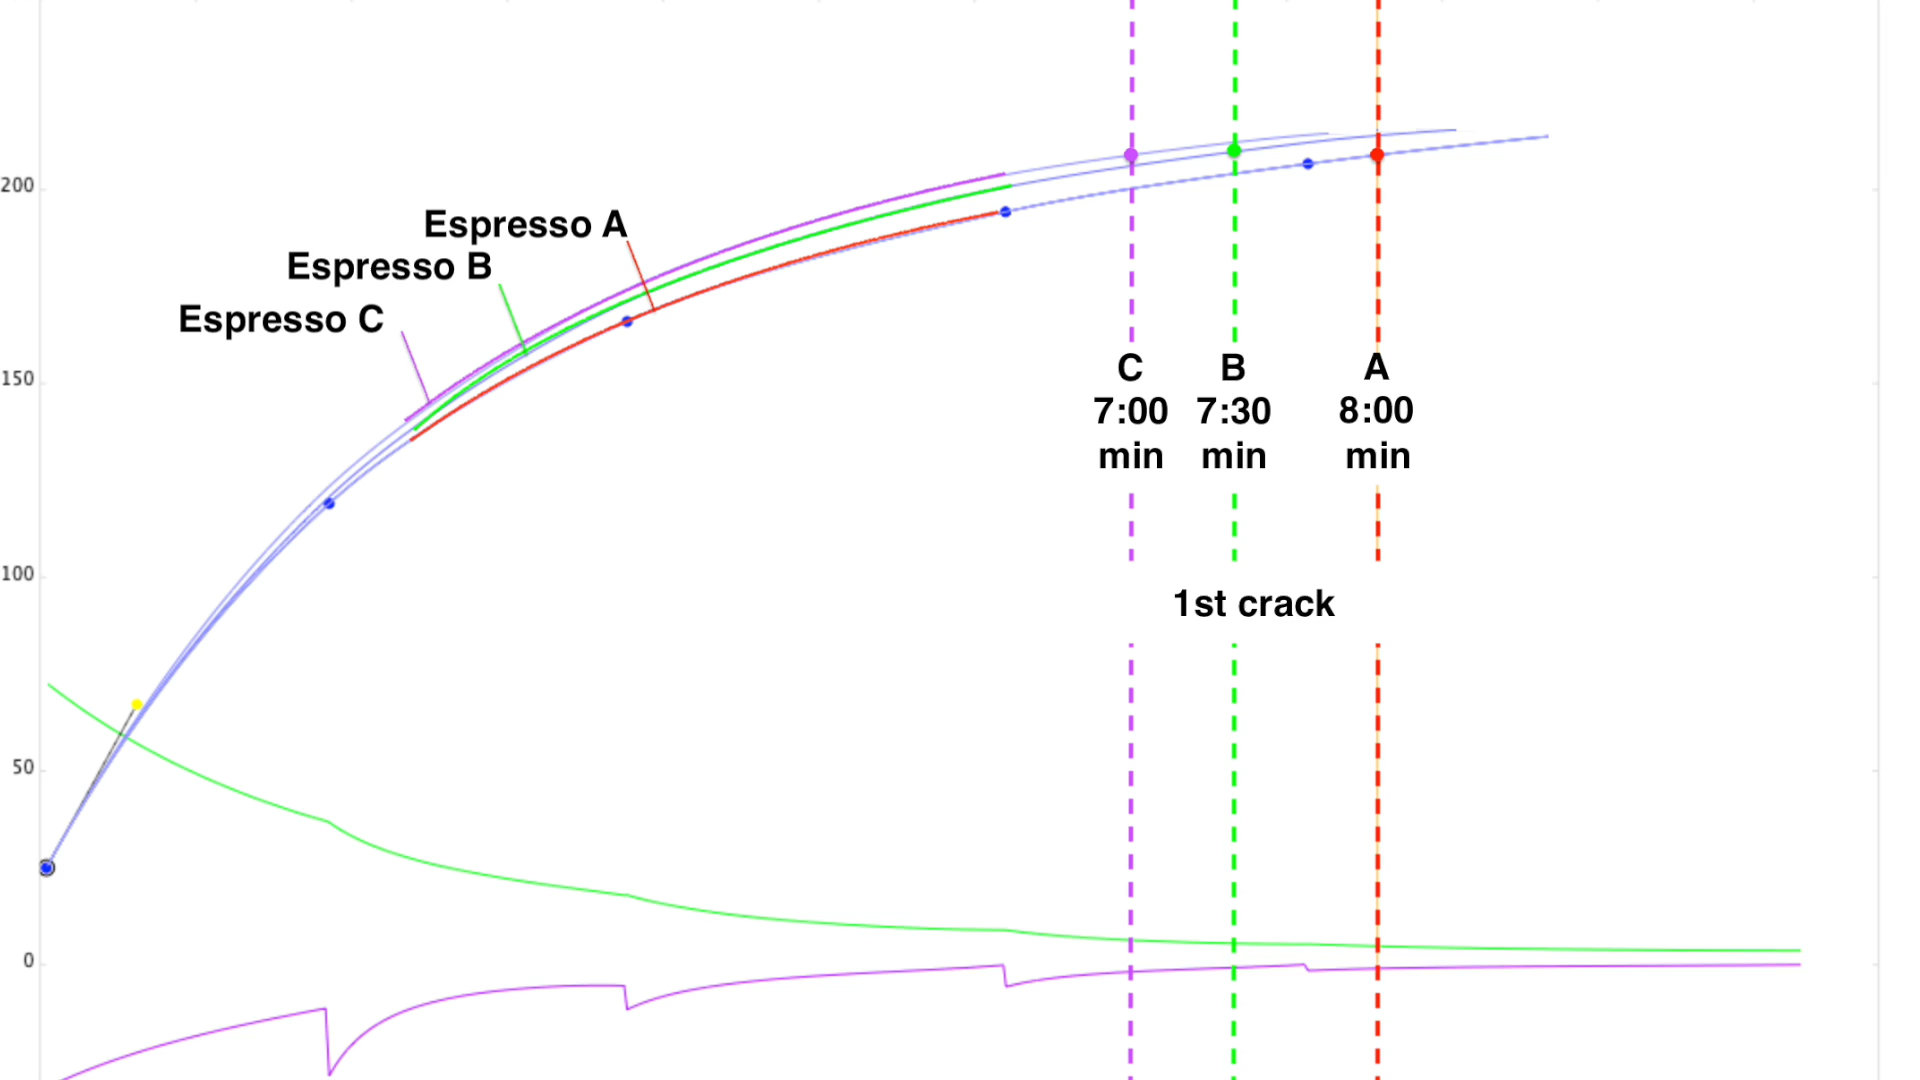 Espresso A
Espresso B
Espresso C
200
150
100
50
0
C
7:00
min
B
7:30
min
A
8:00
min
1st crack